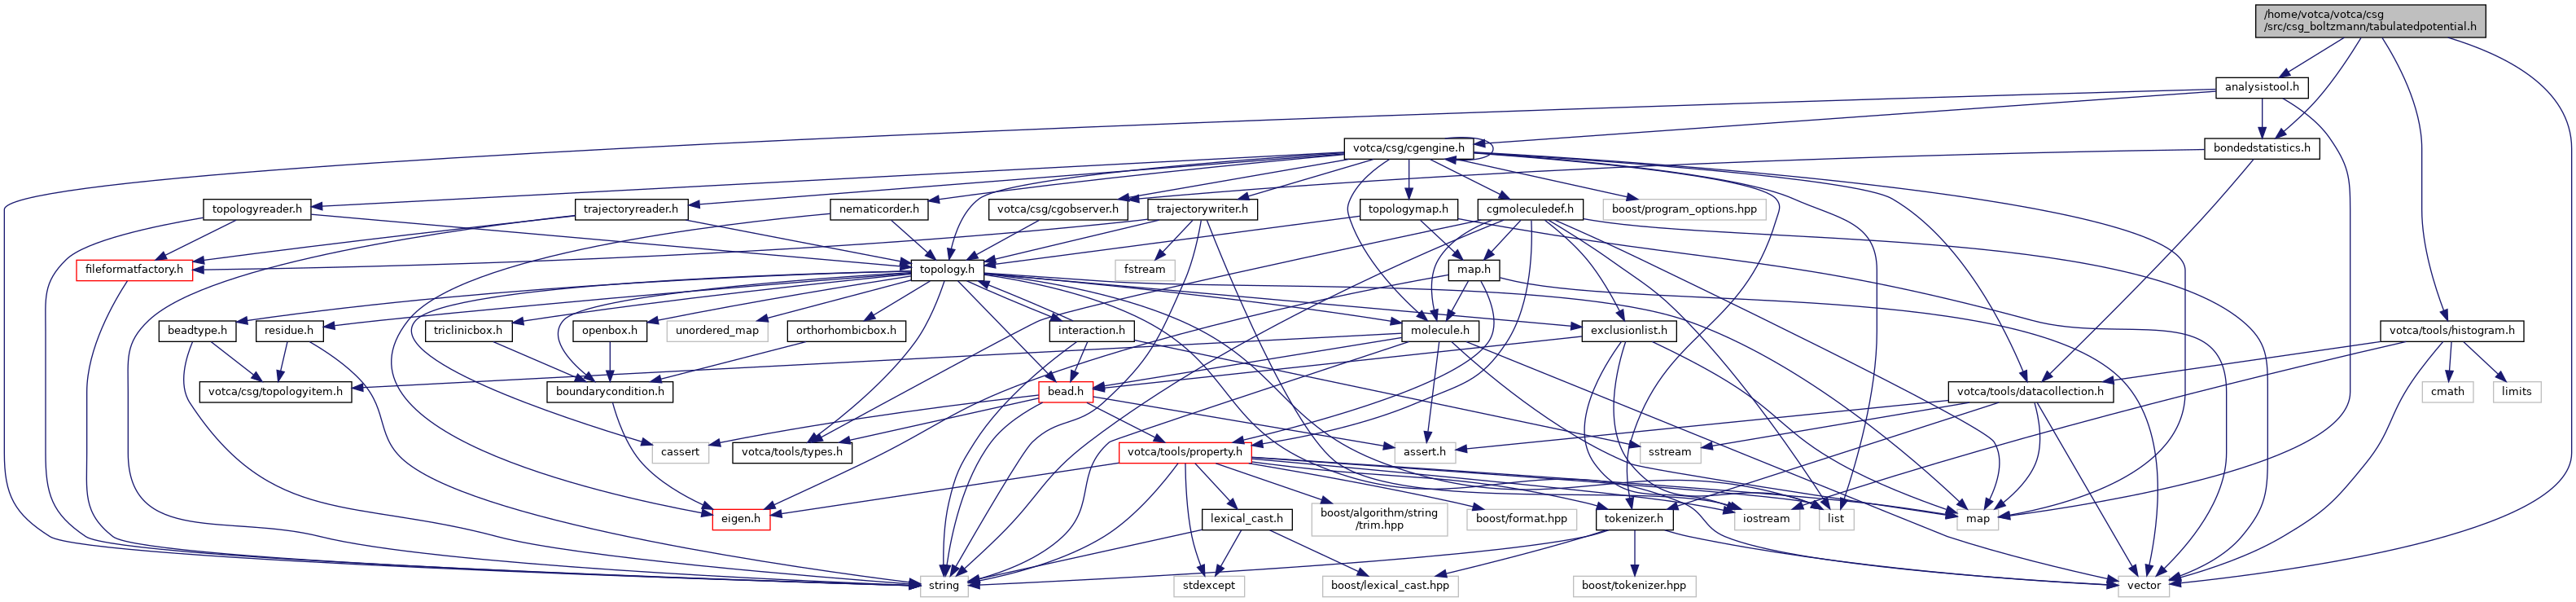 /home/votca/votca/csg
/src/csg_boltzmann/tabulatedpotential.h
analysistool.h
votca/csg/cgengine.h
bondedstatistics.h
topologyreader.h
trajectoryreader.h
nematicorder.h
votca/csg/cgobserver.h
trajectorywriter.h
topologymap.h
cgmoleculedef.h
boost/program_options.hpp
fileformatfactory.h
topology.h
fstream
map.h
beadtype.h
residue.h
triclinicbox.h
openbox.h
unordered_map
orthorhombicbox.h
interaction.h
molecule.h
exclusionlist.h
votca/tools/histogram.h
votca/csg/topologyitem.h
boundarycondition.h
bead.h
votca/tools/datacollection.h
cmath
limits
cassert
votca/tools/types.h
votca/tools/property.h
assert.h
sstream
eigen.h
lexical_cast.h
boost/algorithm/string
/trim.hpp
boost/format.hpp
tokenizer.h
iostream
list
map
string
stdexcept
boost/lexical_cast.hpp
boost/tokenizer.hpp
vector